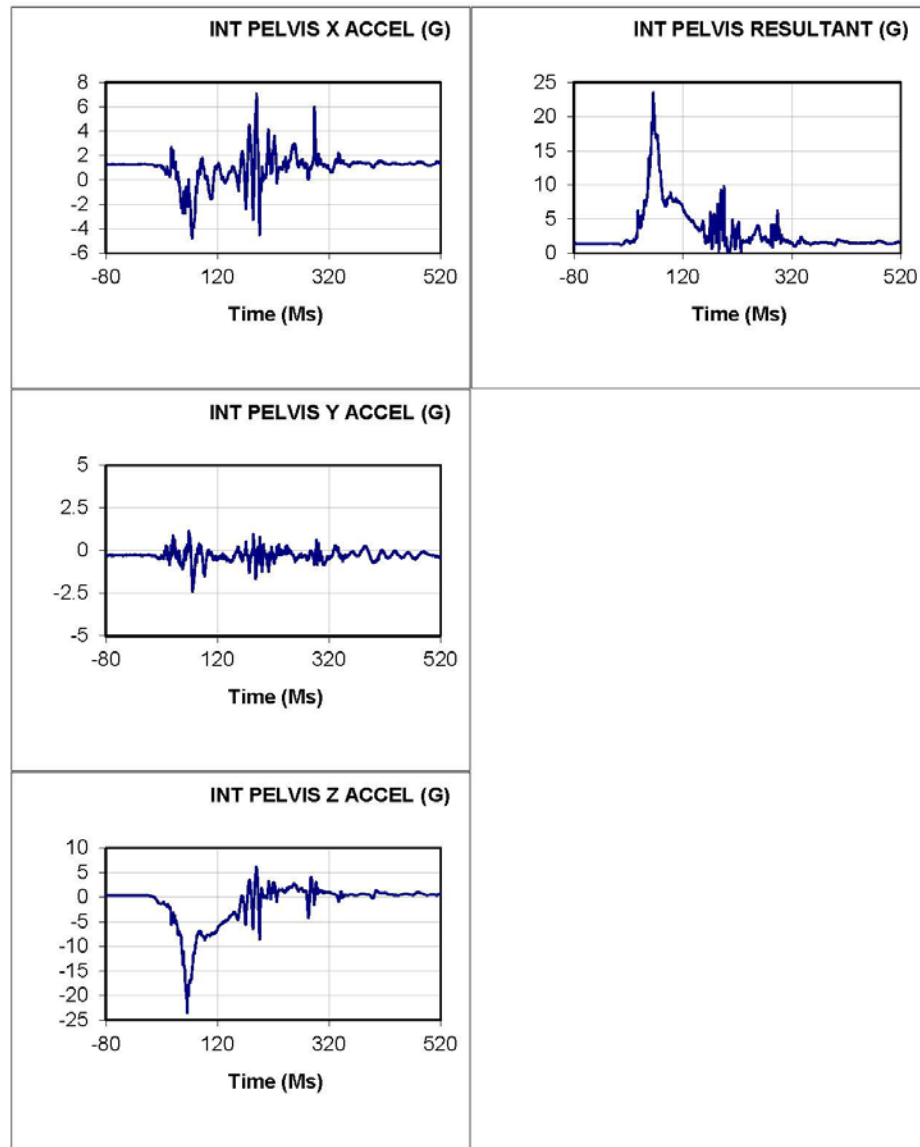 INT PELVIS X ACCEL (G)
8
6
4
2
0
-2
-4
-6
-80 120 320 520
Time (Ms)
INT PELVIS RESULTANT (G)
25
20
15
10
5
0
-80 120 320 520
Time (Ms)
INT PELVIS Y ACCEL (G)
5
2.5
0
-2.5
-5
-80 120 320 520
Time (Ms)
INT PELVIS Z ACCEL (G)
10
5
0
-5
-10
-15
-20
-25
-80 120 320 520
Time (Ms)